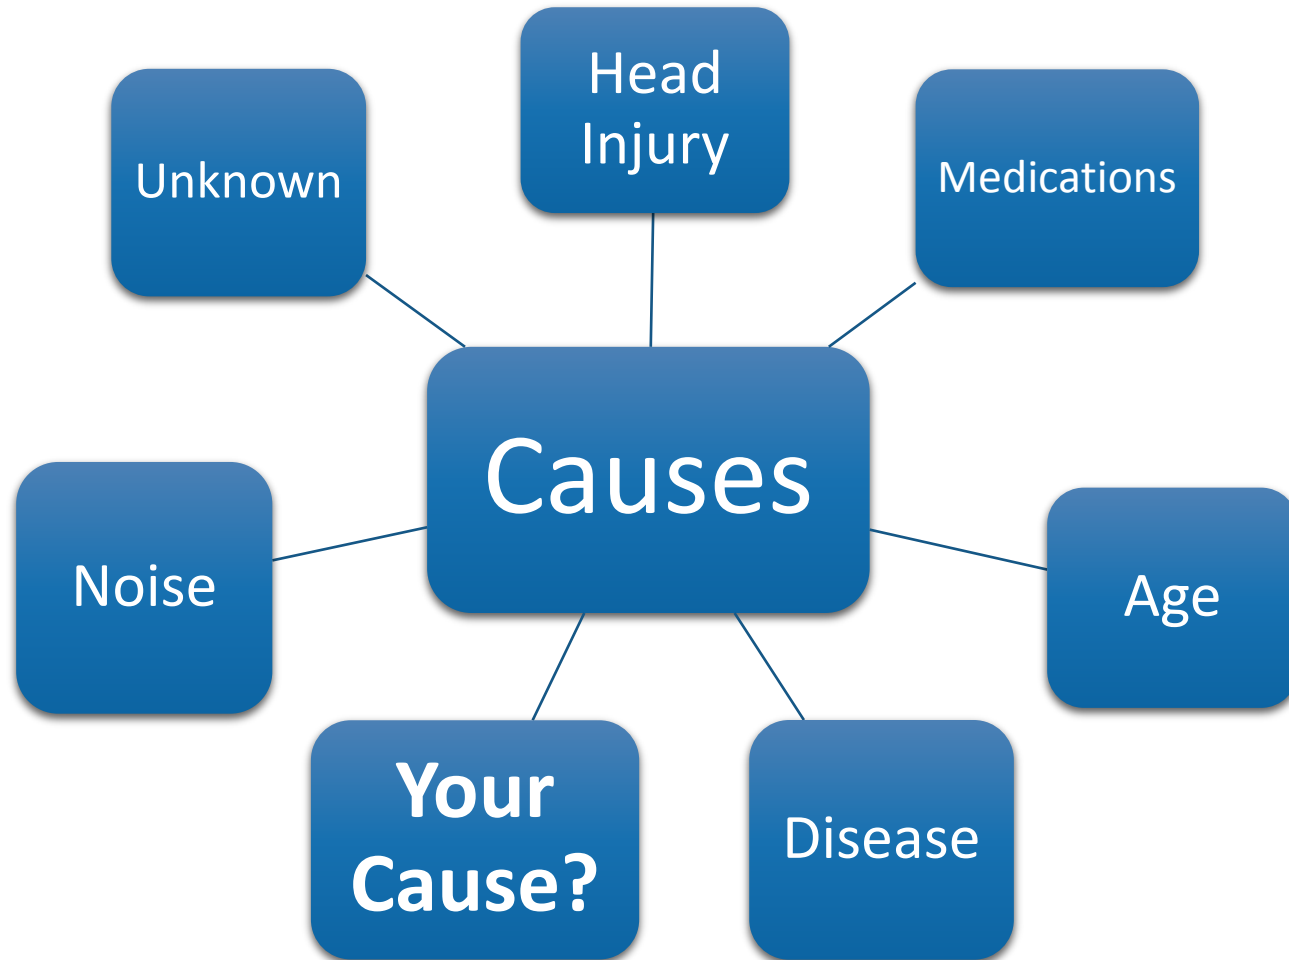 Head
Injury
Unknown
Medications
Causes
Noise
Age
Your
Cause?
Disease